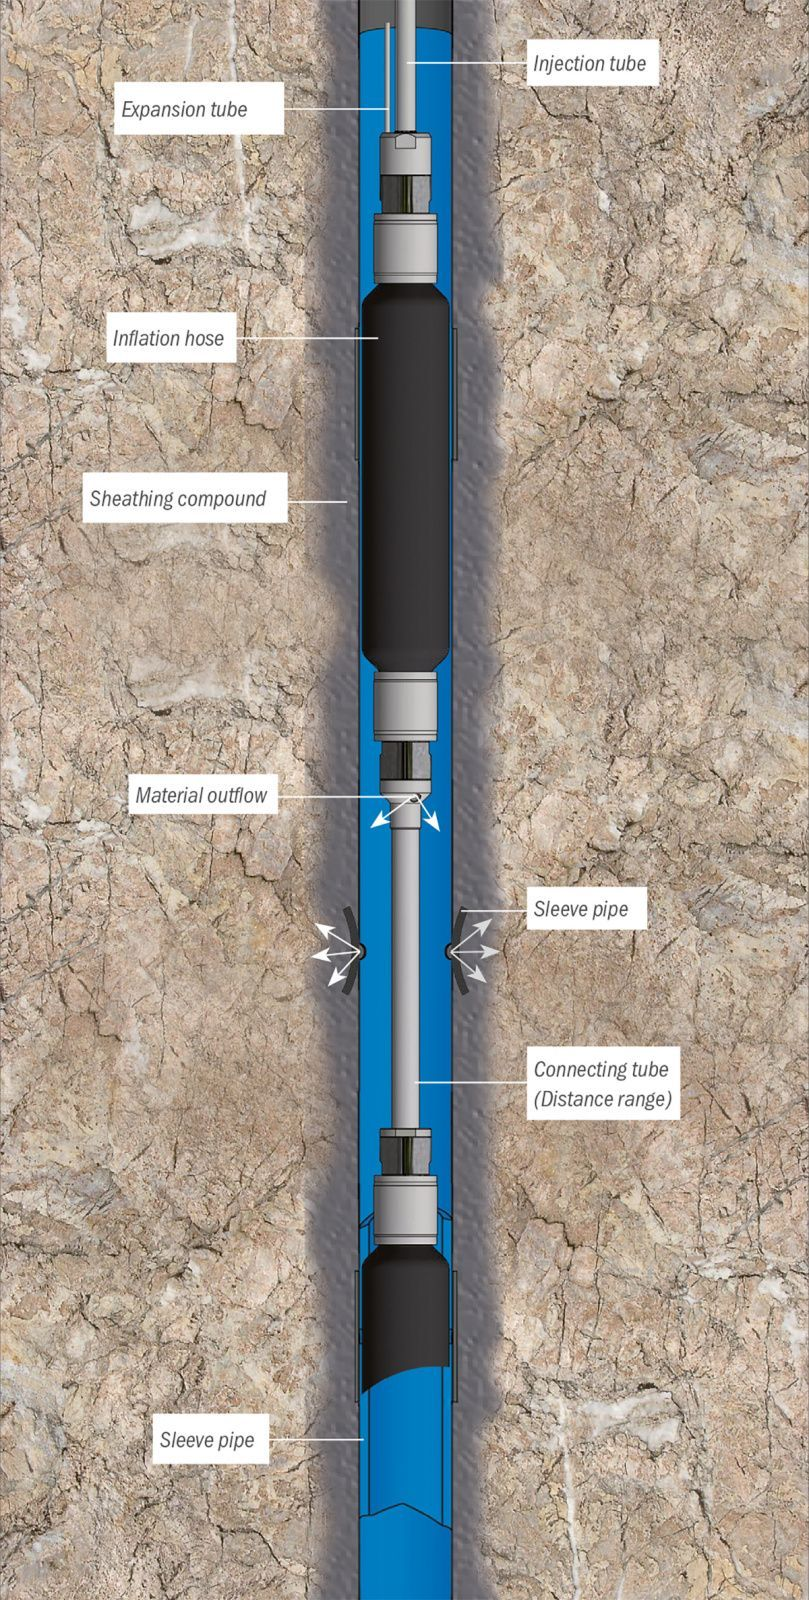 Injection tube
Expansion tube
Inflation hose
Sheathing compound
Material outflow
Sleeve pipe
Connecting tube
(Distance range)
Sleeve pipe